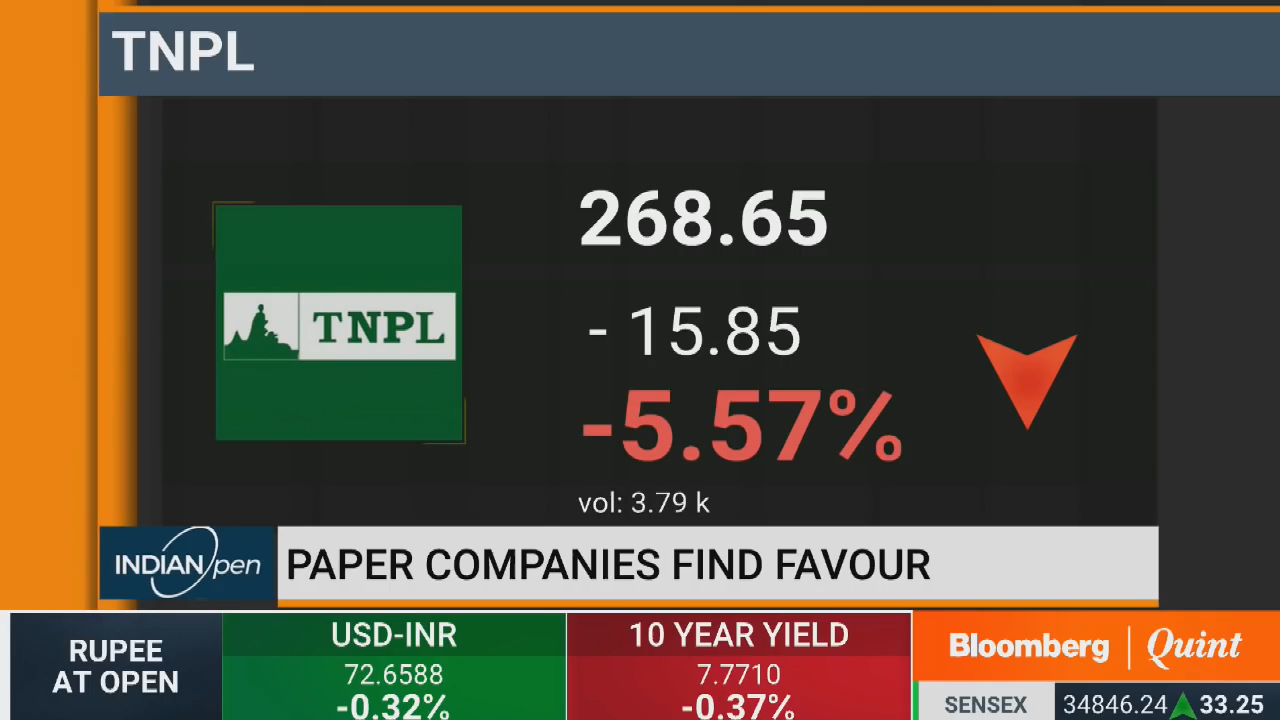 TNPL
268.65
TNPL
- 15.85
-5.57%
vol: 3.79 k
INDIAN Open
PAPER COMPANIES FIND FAVOUR
RUPEE
AT OPEN
USD-INR
72.6588
-0.32%
10 YEAR YIELD
7.7710
-0.37%
Bloomberg | Quint
SENSEX 34846.24 33.25